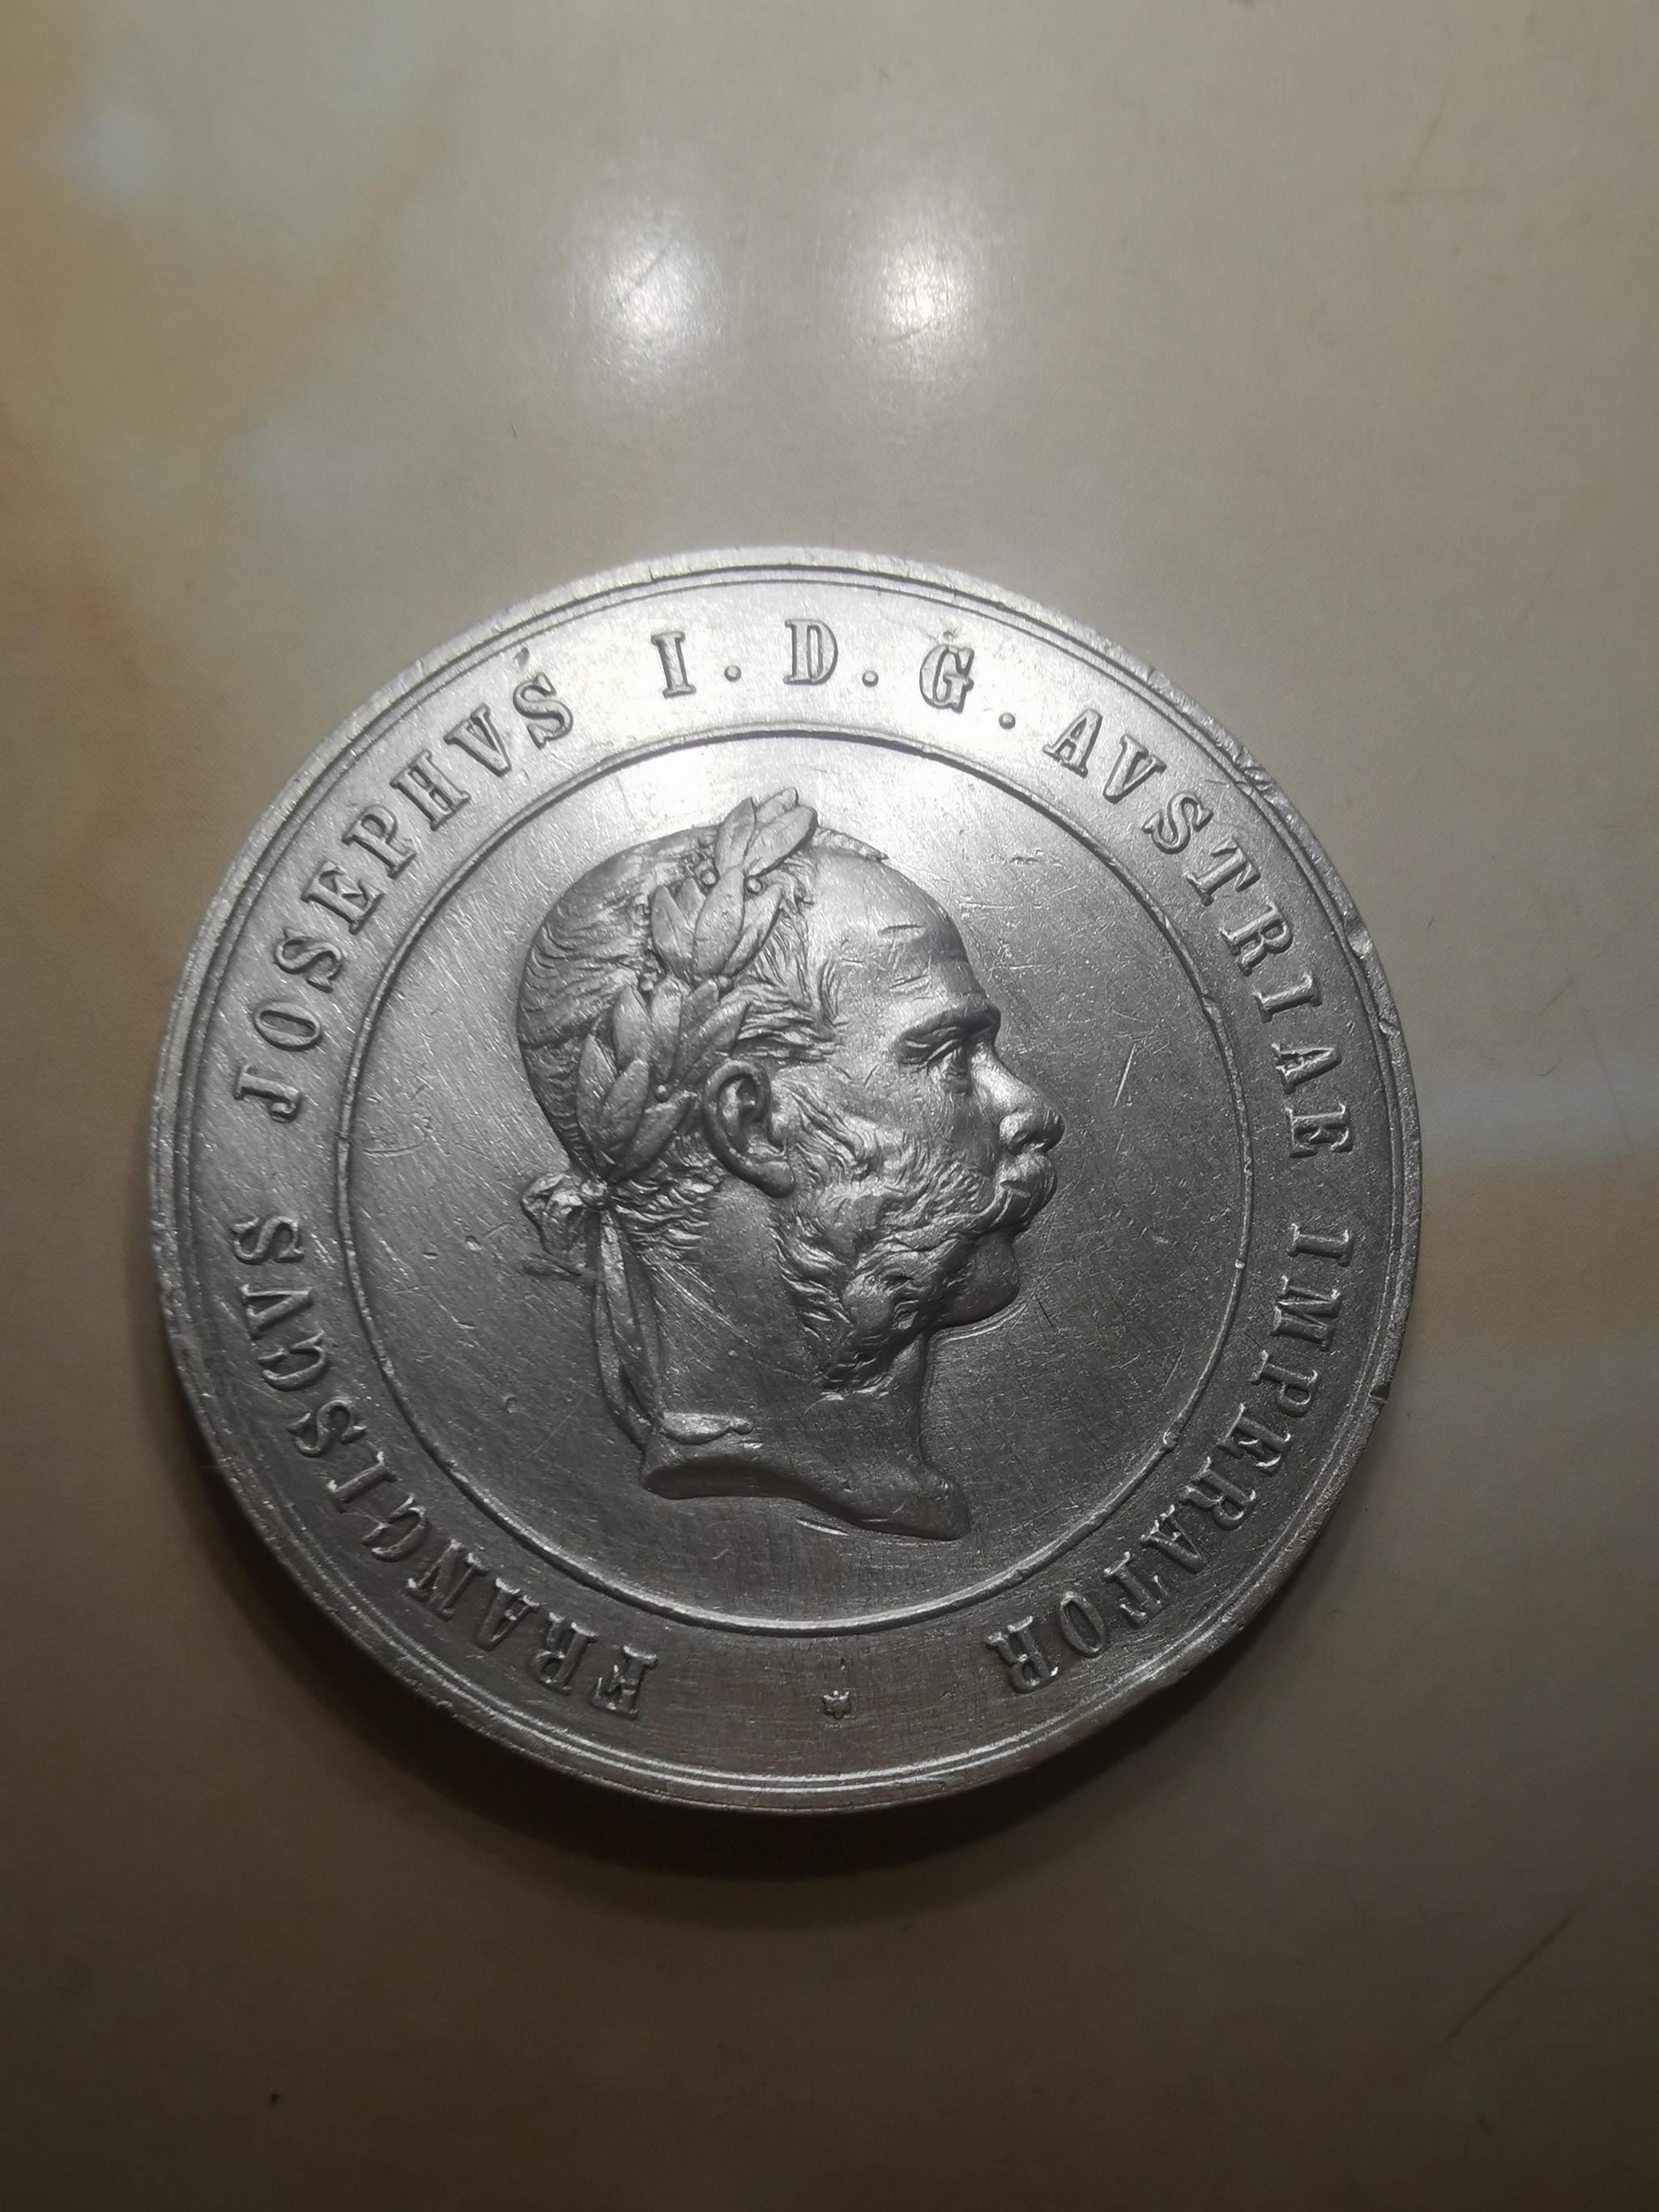 FRANCISCVS JOSEPHVS I. D. G. AVSTRIAE IMPERATOR *